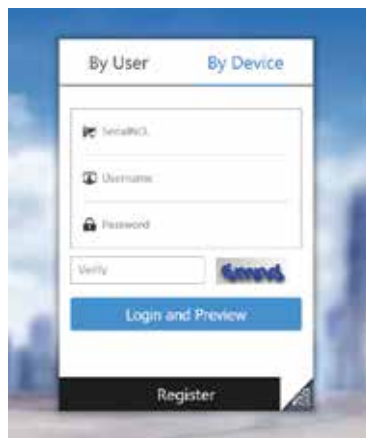 By User By Device
SerialNO.
Username
Password
Verify
Login and Preview
Register